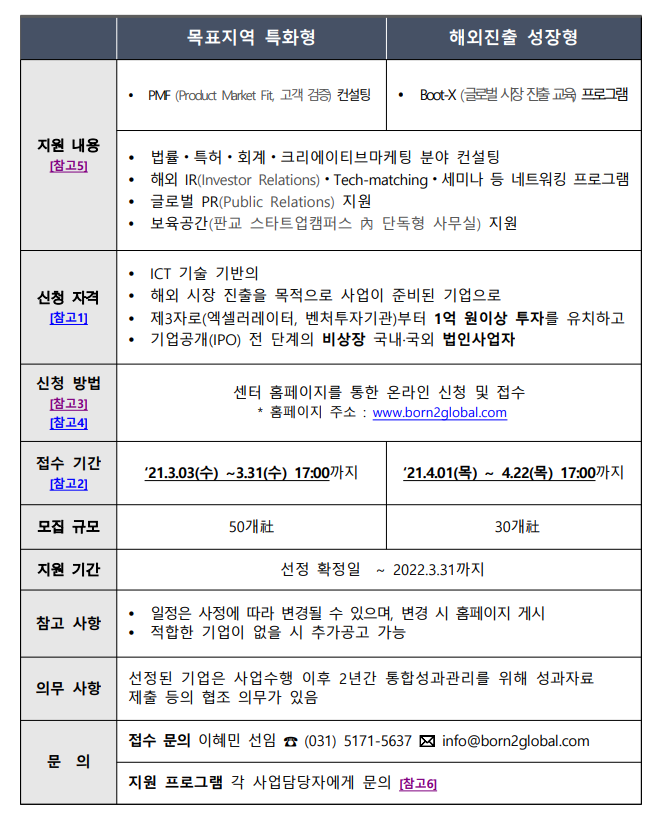 목표지역 특화형
해외진출 성장형
지원 내용
[참고5]
• PMF (Product Market Fit, 고객 검증) 컨설팅
• Boot-X (글로벌 시장 진출 교육) 프로그램
• 법률・특허・회계・크리에이티브마케팅 분야 컨설팅
• 해외 IR(Investor Relations)・Tech-matching・세미나 등 네트워킹 프로그램
• 글로벌 PR(Public Relations) 지원
• 보육공간(판교 스타트업캠퍼스 內 단독형 사무실) 지원
신청 자격
[참고1]
• ICT 기술 기반의
• 해외 시장 진출을 목적으로 사업이 준비된 기업으로
• 제3자로(엑셀러레이터, 벤처투자기관)부터 1억 원이상 투자를 유치하고
• 기업공개(IPO) 전 단계의 비상장 국내·국외 법인사업자
신청 방법
[참고3]
[참고4]
센터 홈페이지를 통한 온라인 신청 및 접수
* 홈페이지 주소 : www.born2global.com
접수 기간
[참고2]
‘21.3.03(수) ~3.31(수) 17:00까지
‘21.4.01(목) ~ 4.22(목) 17:00까지
모집 규모
50개社
30개社
지원 기간
선정 확정일 ~ 2022.3.31까지
참고 사항
• 일정은 사정에 따라 변경될 수 있으며, 변경 시 홈페이지 게시
• 적합한 기업이 없을 시 추가공고 가능
의무 사항
선정된 기업은 사업수행 이후 2년간 통합성과관리를 위해 성과자료
제출 등의 협조 의무가 있음
문 의
접수 문의 이혜민 선임 ☎ (031) 5171-5637 ✉ info@born2global.com
지원 프로그램 각 사업담당자에게 문의 [참고6]